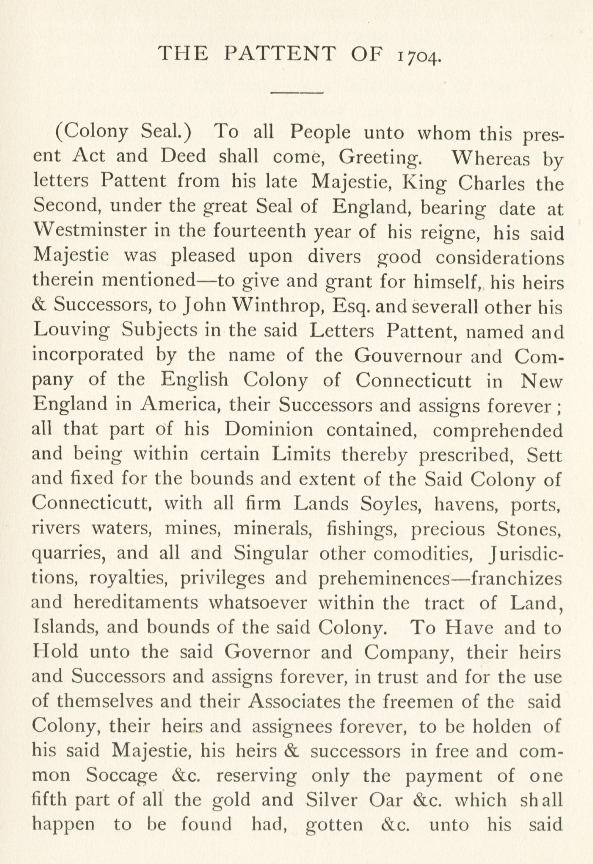 THE PATTENT OF 1704.
(Colony Seal.) To all People unto whom this pres-
ent Act and Deed shall come, Greeting. Whereas by
letters Pattent from his late Majestie, King Charles the
Second, under the great Seal of England, bearing date at
Westminster in the fourteenth year of his reigne, his said
Majestie was pleased upon divers good considerations
therein mentioned—to give and grant for himself, his heirs
& Successors, to John Winthrop, Esq. and severall other his
Louving Subjects in the said Letters Pattent, named and
incorporated by the name of the Gouvernour and Com-
pany of the English Colony of Connecticutt in New
England in America, their Successors and assigns forever;
all that part of his Dominion contained, comprehended
and being within certain Limits thereby prescribed, Sett
and fixed for the bounds and extent of the Said Colony of
Connecticutt, with all firm Lands Soyles, havens, ports,
rivers waters, mines, minerals, fishings, precious Stones,
quarries, and all and Singular other comodities, Jurisdic-
tions, royalties, privileges and preheminences—franchizes
and hereditaments whatsoever within the tract of Land,
Islands, and bounds of the said Colony. To Have and to
Hold unto the said Governor and Company, their heirs
and Successors and assigns forever, in trust and for the use
of themselves and their Associates the freemen of the said
Colony, their heirs and assignees forever, to be holden of
his said Majestie, his heirs & successors in free and com-
mon Soccage &c. reserving only the payment of one
fifth part of all the gold and Silver Oar &c. which shall
happen to be found had, gotten &c. unto his said